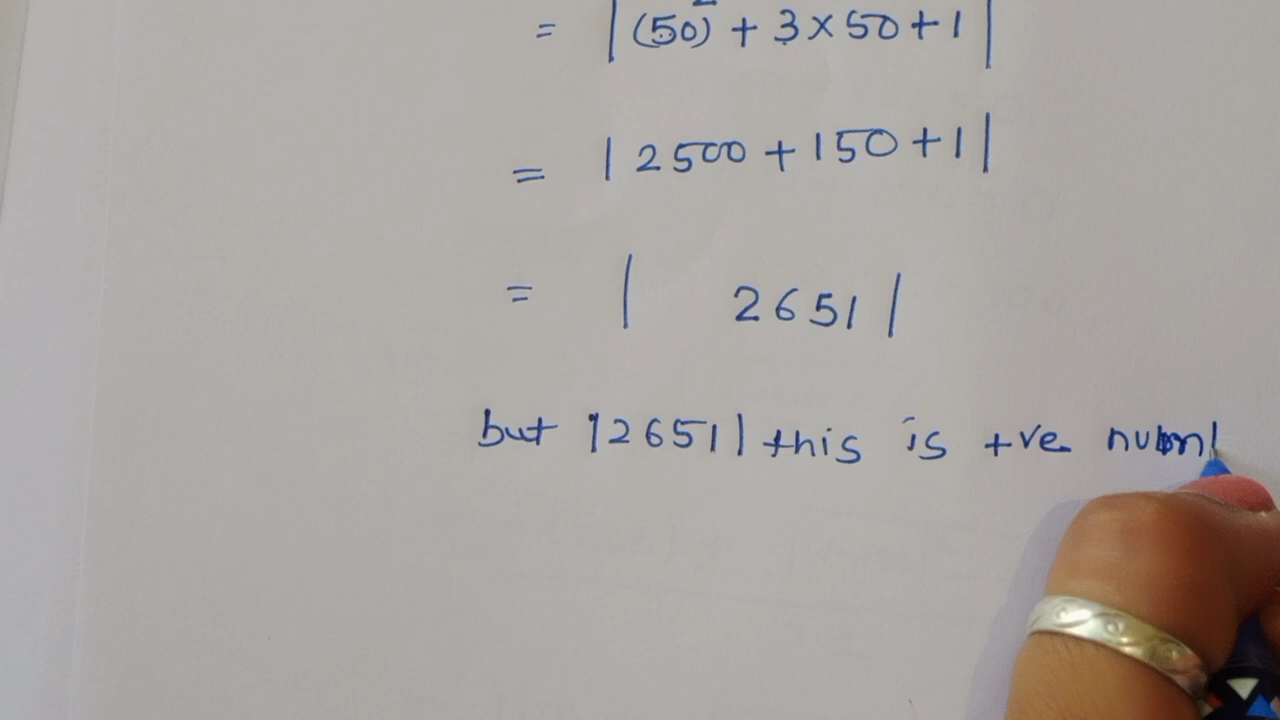 = |(50)² + 3×50+1|
= |2500+150+1|
= | 2651|
but |2651| this is +ve